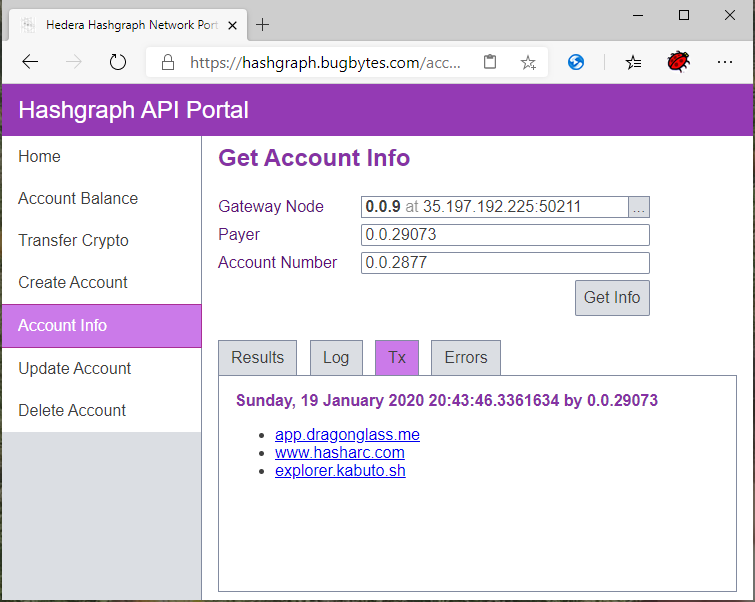 Hedera Hashgraph Network Port
https://hashgraph.bugbytes.com/acc...
Hashgraph API Portal
Home
Account Balance
Transfer Crypto
Create Account
Account Info
Update Account
Delete Account
Get Account Info
Gateway Node 0.0.9 at 35.197.192.225:50211 ...
Payer 0.0.29073
Account Number 0.0.2877
Get Info
Results Log Tx Errors
Sunday, 19 January 2020 20:43:46.3361634 by 0.0.29073
• app.dragonglass.me
• www.hasharc.com
• explorer.kabuto.sh